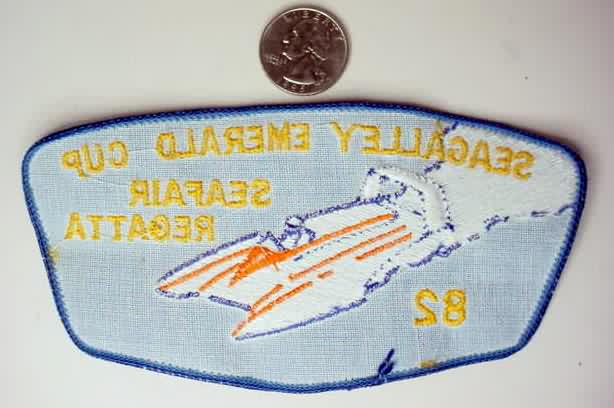 LIBERTY
SEAGALLEY EMERALD CUP
SEAFAIR
REGATTA
82